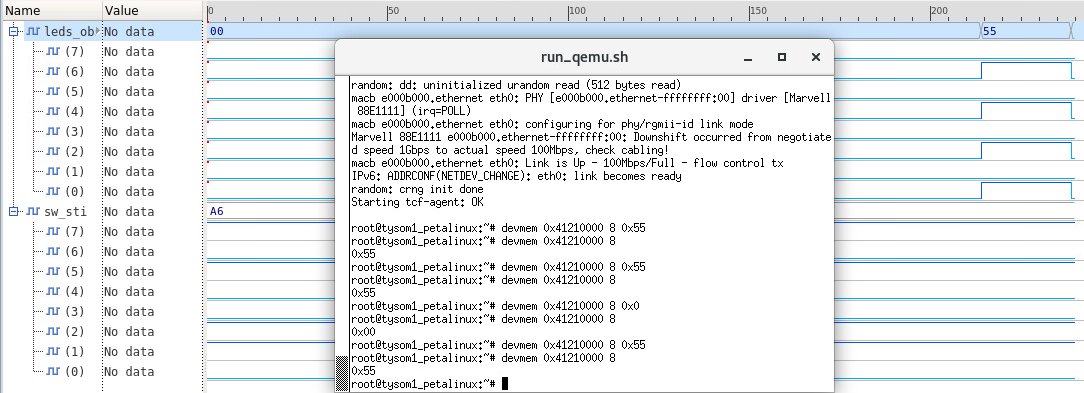 Name Value 0 50 100 200
leds_ob No data 00 55
(7) No data
(6) No data
(5) No data
(4) No data
(3) No data
(2) No data
(1) No data
(0) No data
sw_sti No data A6
(7) No data
(6) No data
(5) No data
(4) No data
(3) No data
(2) No data
(1) No data
(0) No data
run_qemu.sh
random: dd: uninitialized urandom read (512 bytes read)
macb e000b000.ethernet eth0: PHY [e000b000.ethernet-ffffffff:00] driver [Marvell
88E1111] (irq=POLL)
macb e000b000.ethernet eth0: configuring for phy/rgmii-id link mode
Marvell 88E1111 e000b000.ethernet-ffffffff:00: Downshift occurred from negotiate
d speed 1Gbps to actual speed 100Mbps, check cabling!
macb e000b000.ethernet eth0: Link is Up - 100Mbps/Full - flow control tx
IPv6: ADDRCONF(NETDEV_CHANGE): eth0: link becomes ready
random: crng init done
Starting tcf-agent: OK
root@tysom1_petalinux:~# devmem 0x41210000 8 0x55
root@tysom1_petalinux:~# devmem 0x41210000 8
0x55
root@tysom1_petalinux:~# devmem 0x41210000 8 0x55
root@tysom1_petalinux:~# devmem 0x41210000 8
0x55
root@tysom1_petalinux:~# devmem 0x41210000 8 0x0
root@tysom1_petalinux:~# devmem 0x41210000 8
0x00
root@tysom1_petalinux:~# devmem 0x41210000 8 0x55
root@tysom1_petalinux:~# devmem 0x41210000 8
0x55
root@tysom1_petalinux:~#